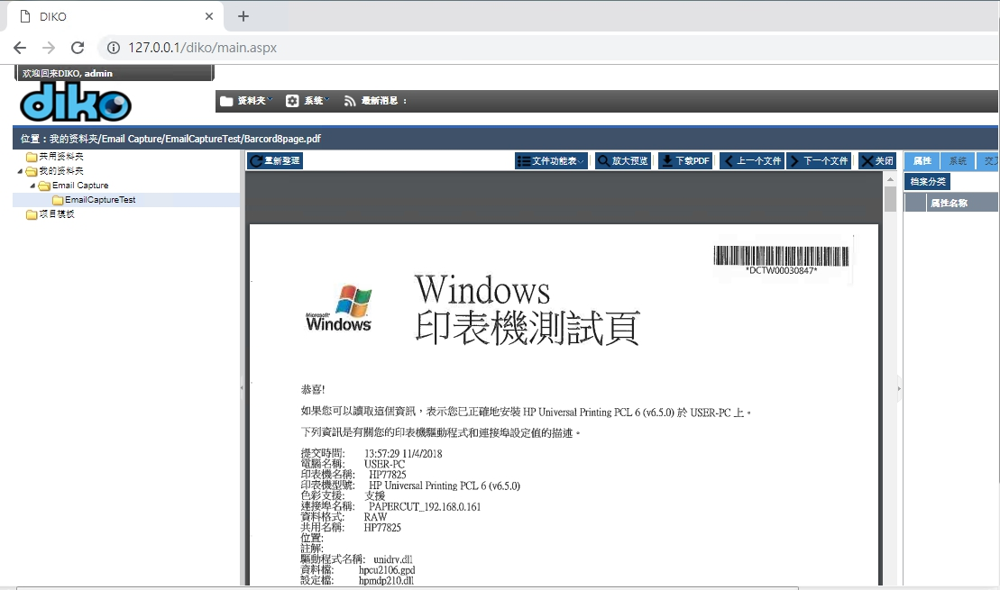 DIKO
127.0.0.1/diko/main.aspx
欢迎回来DIKO, admin
diko
资料夹 系统 最新消息 :
位置：我的资料夹/Email Capture/EmailCaptureTest/Barcord8page.pdf
共用资料夹
我的资料夹
Email Capture
EmailCaptureTest
项目模板
重新整理 文件功能表 放大预览 下载PDF 上一个文件 下一个文件 关闭
属性 系统 交叉
档案分类
属性名称
*DCTW00030847*
Microsoft
Windows
Windows
印表機測試頁
恭喜!
如果您可以讀取這個資訊，表示您已正確地安裝 HP Universal Printing PCL 6 (v6.5.0) 於 USER-PC 上。
下列資訊是有關您的印表機驅動程式和連接埠設定值的描述。
提交時間: 13:57:29 11/4/2018
電腦名稱: USER-PC
印表機名稱: HP77825
印表機型號: HP Universal Printing PCL 6 (v6.5.0)
色彩支援: 支援
連接埠名稱: PAPERCUT_192.168.0.161
資料格式: RAW
共用名稱: HP77825
位置:
註解:
驅動程式名稱: unidrv.dll
資料檔: hpcu2106.gpd
設定檔: hpmdp210.dll